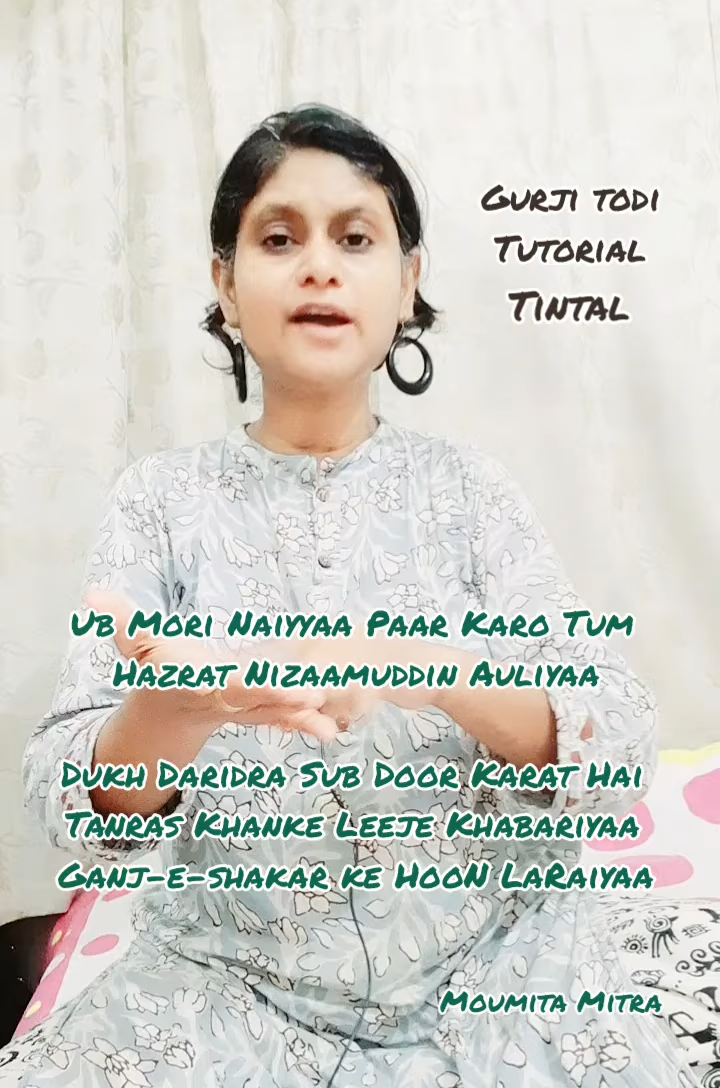 Gurji todi
Tutorial
Tintal
Ub Mori Naiyyaa Paar Karo Tum
Hazrat Nizaamuddin Auliyaa
Dukh Daridra Sub Door Karat Hai
Tanras Khanke Leeje Khabariyaa
Ganj-e-shakar ke HooN LaRaiyaa
Moumita Mitra